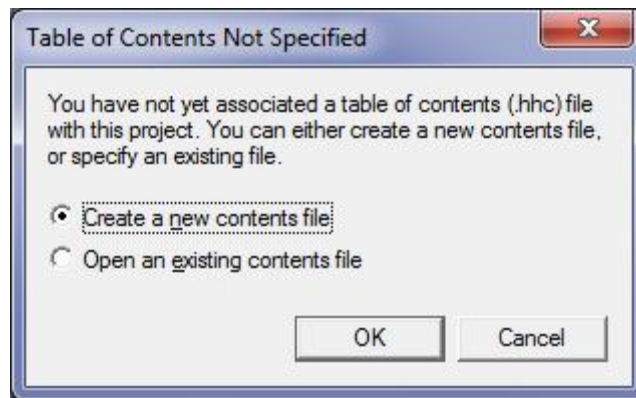 Table of Contents Not Specified
You have not yet associated a table of contents (.hhc) file
with this project. You can either create a new contents file,
or specify an existing file.
Create a new contents file
Open an existing contents file
OK Cancel